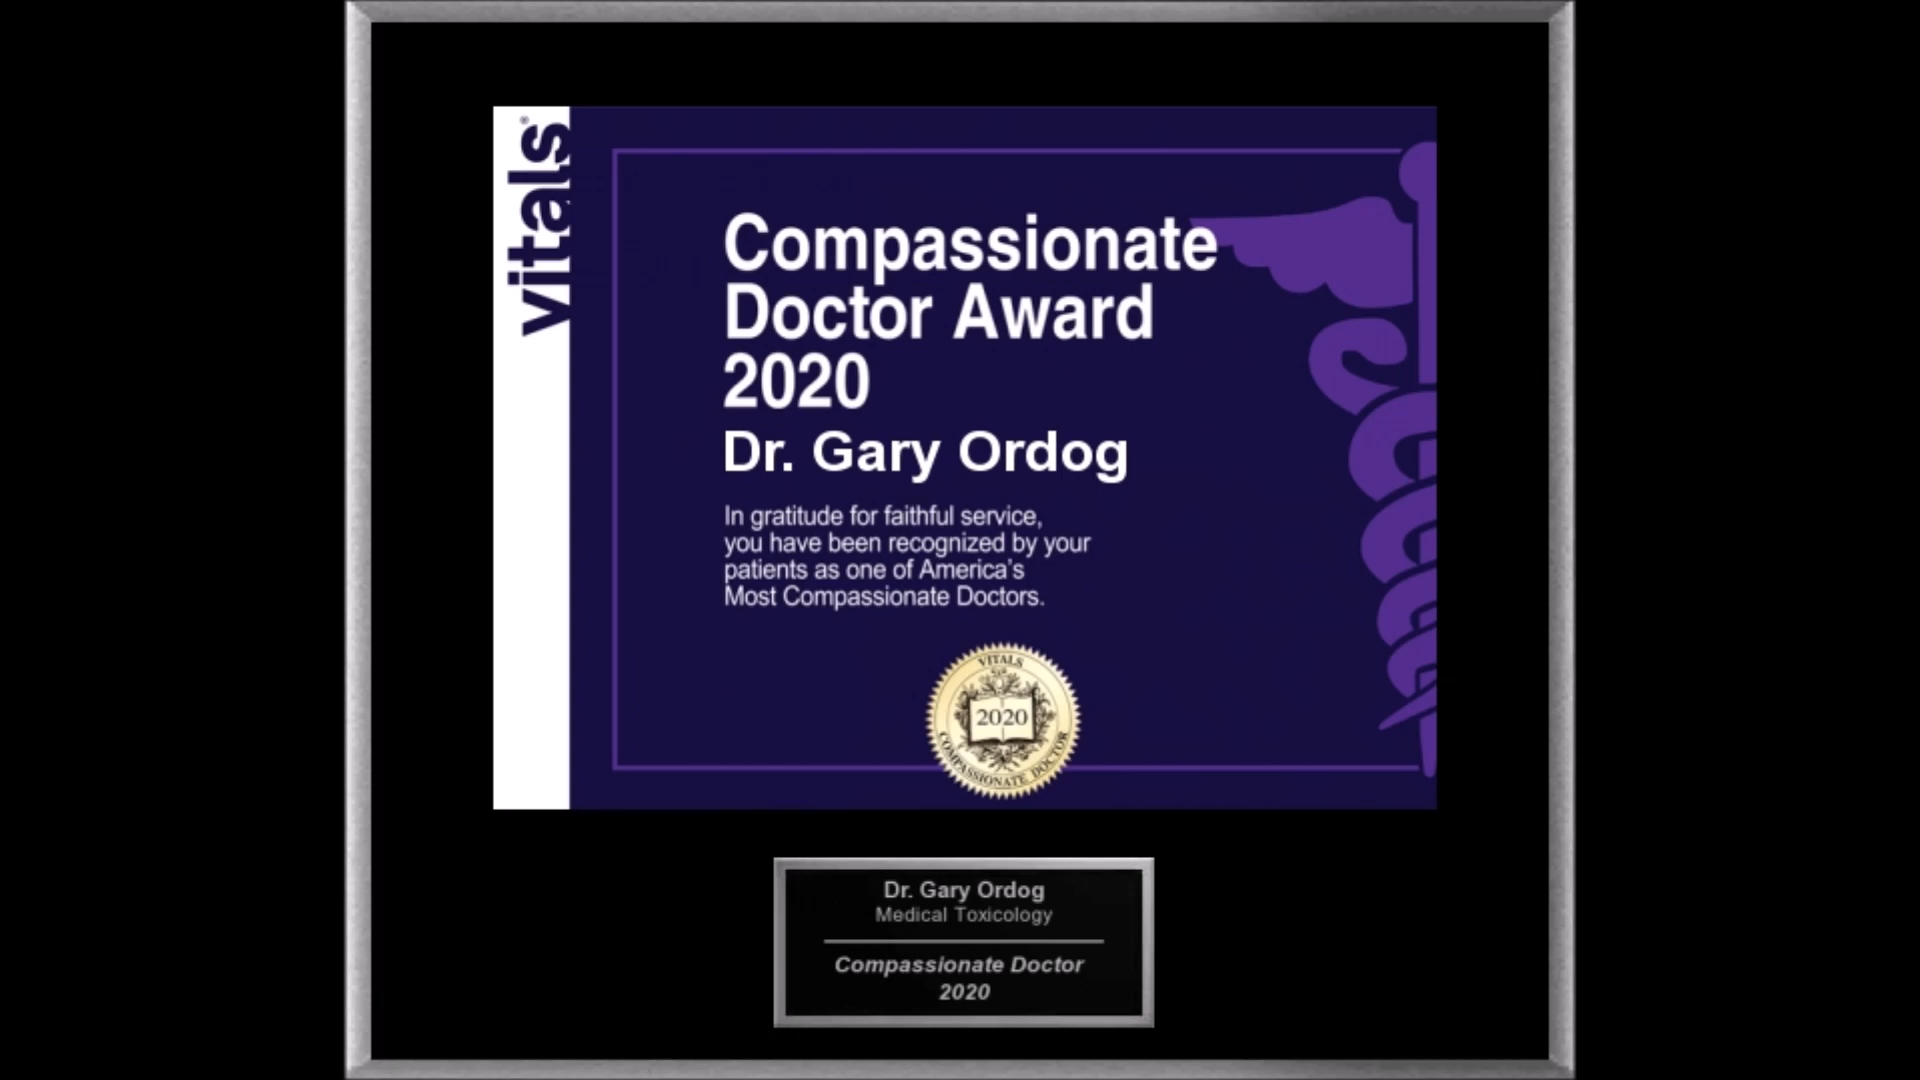 vitals®
Compassionate
Doctor Award
2020
Dr. Gary Ordog
In gratitude for faithful service,
you have been recognized by your
patients as one of America's
Most Compassionate Doctors.
VITALS
2020
COMPASSIONATE DOCTOR
Dr. Gary Ordog
Medical Toxicology
Compassionate Doctor
2020